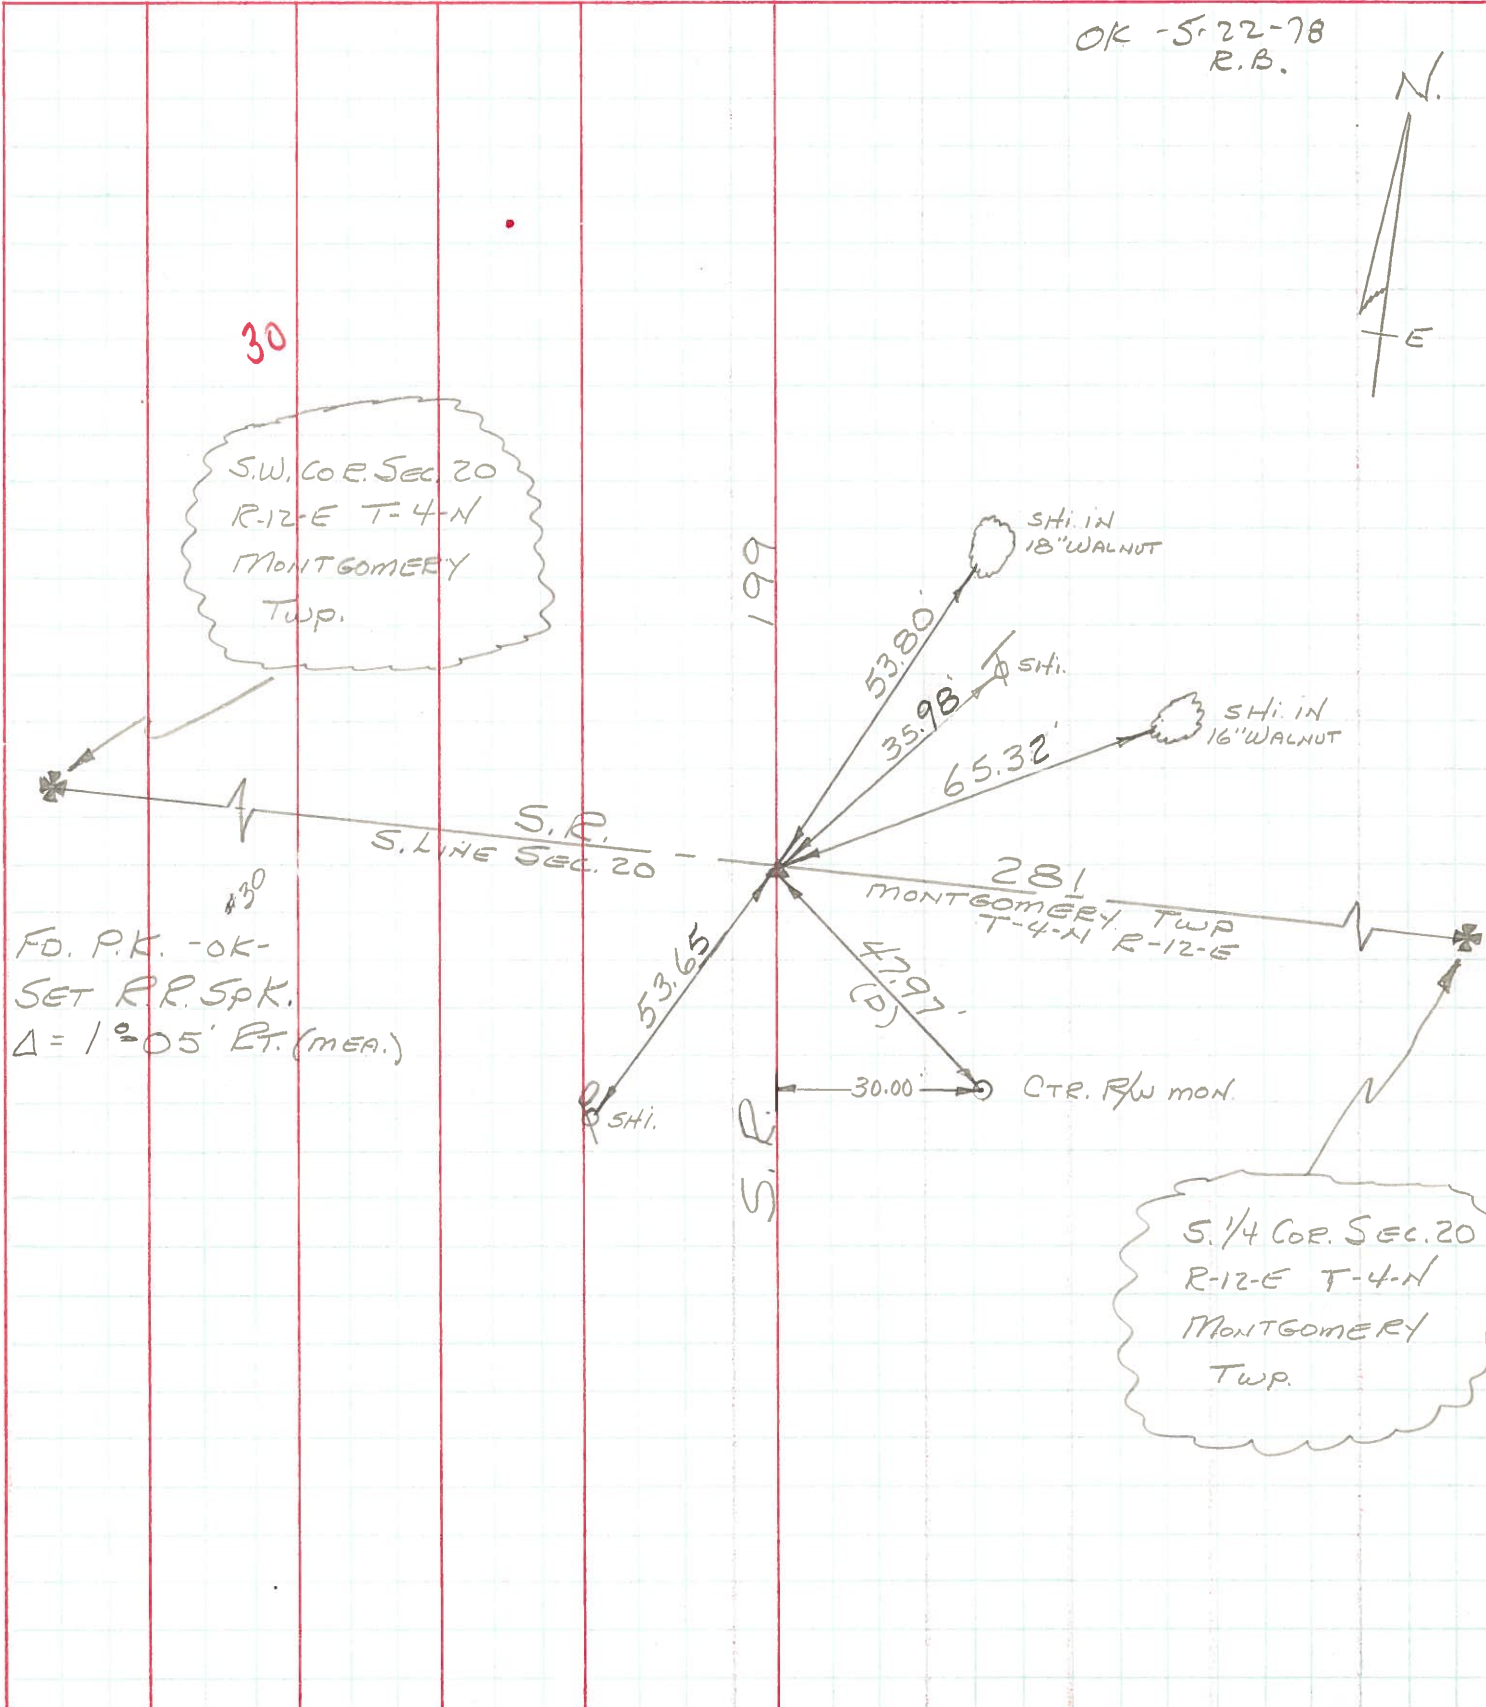 OK -5-22-78
R.B.
N.
E
30
S.W. COR. SEC. 20
R-12-E T-4-N
MONTGOMERY
TWP.
199
SHI. IN
18" WALNUT
53.80'
35.98'
SHI.
65.32'
SHI. IN
16" WALNUT
S.R.
S. LINE SEC. 20
281
MONTGOMERY TWP
T-4-N R-12-E
30
FD. P.K. -OK-
SET R.R. SPK.
Δ = 1°-05' RT. (MEA.)
53.65
47.97'
(D)
SHI.
30.00'
CTR. R/W MON.
S. R.
S. 1/4 COR. SEC. 20
R-12-E T-4-N
MONTGOMERY
TWP.